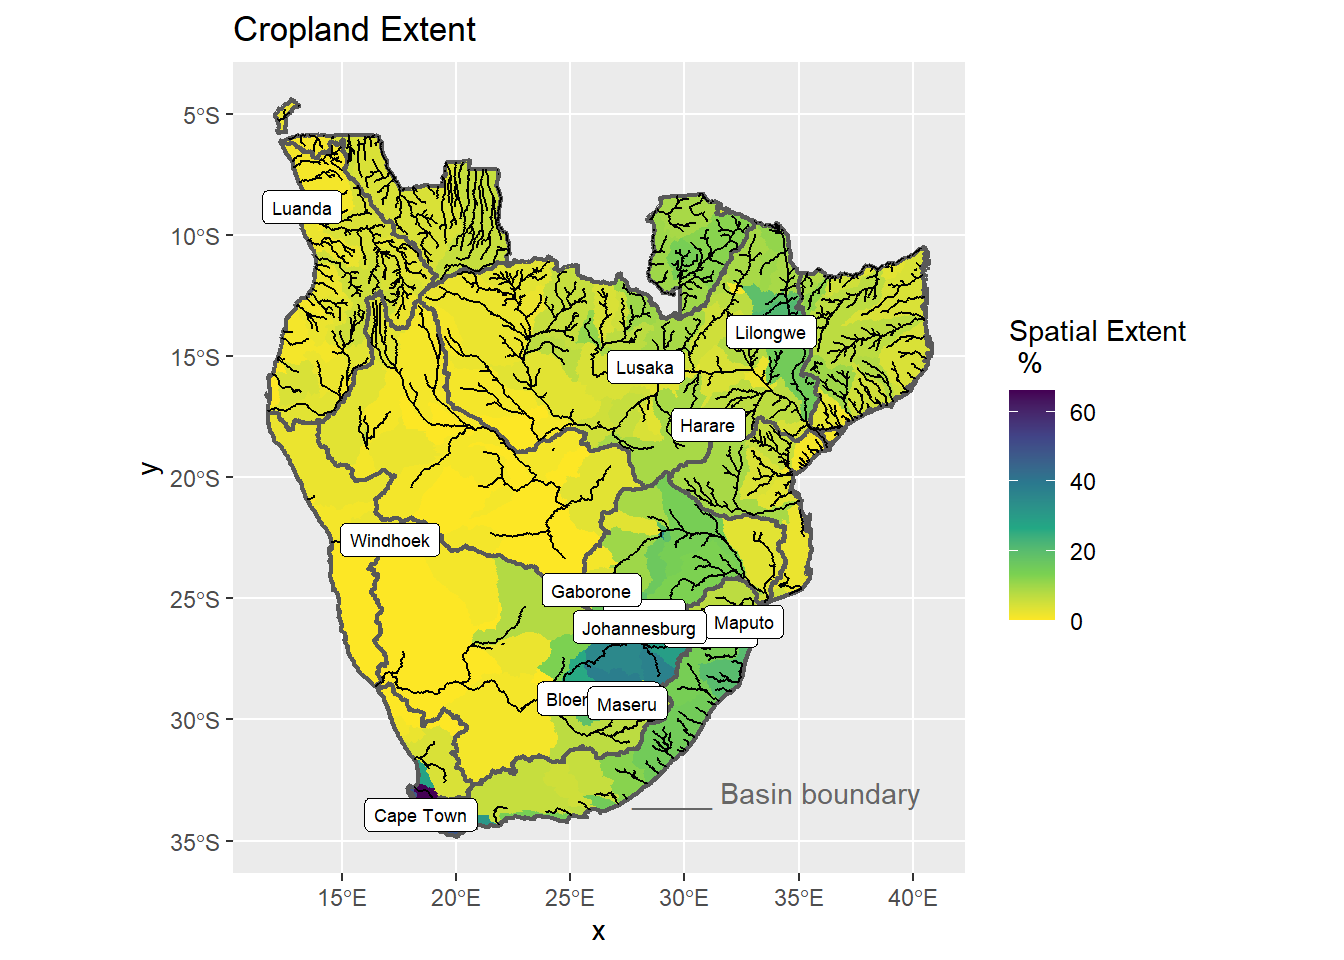 Cropland Extent
5°S
10°S
15°S
20°S
25°S
30°S
35°S
y
Luanda
Lilongwe
Lusaka
Harare
Windhoek
Gaborone
Johannesburg
Maputo
Maseru
Basin boundary
Cape Town
15°E
20°E
25°E
30°E
35°E
40°E
x
Spatial Extent
%
60
40
20
0